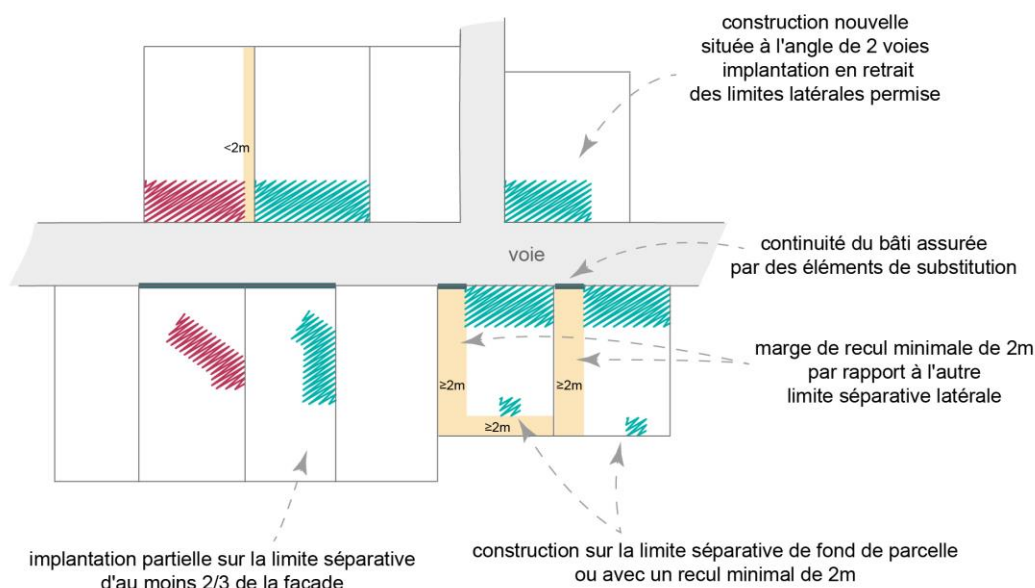 construction nouvelle
située à l'angle de 2 voies
implantation en retrait
des limites latérales permise
<2m
voie
continuité du bâti assurée
par des éléments de substitution
marge de recul minimale de 2m
par rapport à l'autre
limite séparative latérale
≥2m
≥2m
≥2m
implantation partielle sur la limite séparative
d'au moins 2/3 de la façade
construction sur la limite séparative de fond de parcelle
ou avec un recul minimal de 2m